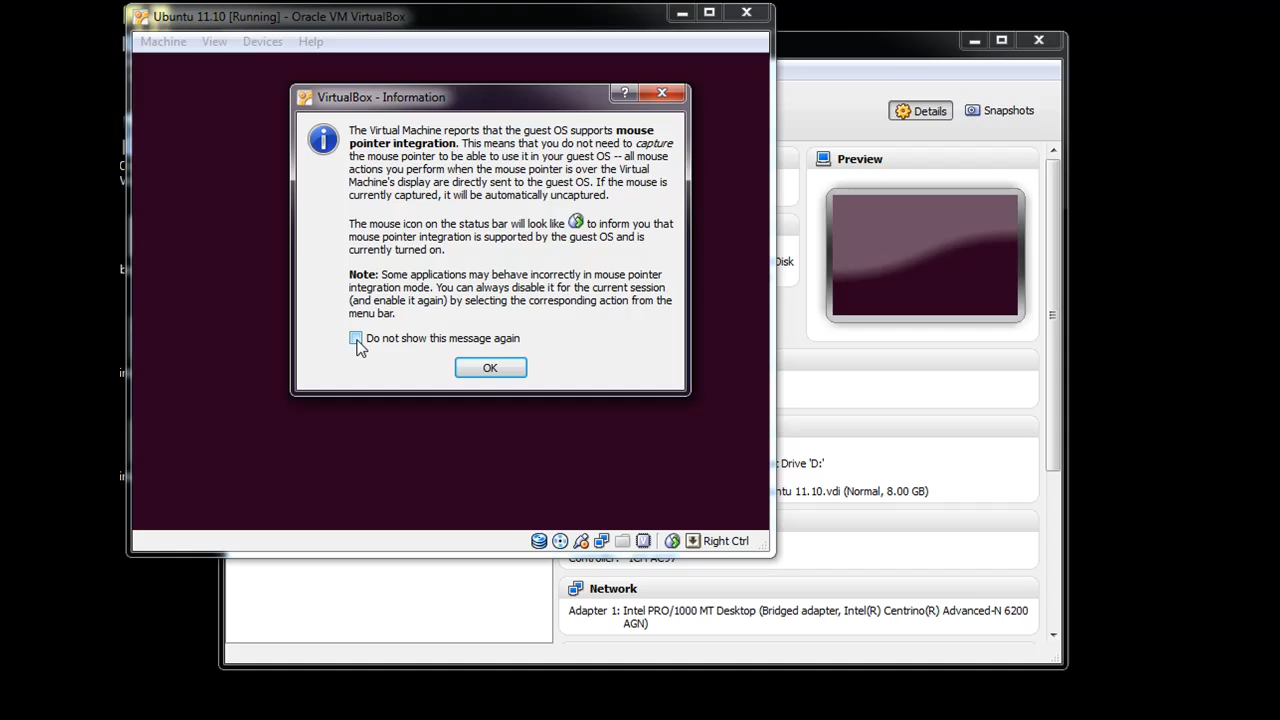 Ubuntu 11.10 [Running] - Oracle VM VirtualBox
Machine View Devices Help
VirtualBox - Information
?
The Virtual Machine reports that the guest OS supports mouse
pointer integration. This means that you do not need to capture
the mouse pointer to be able to use it in your guest OS -- all mouse
actions you perform when the mouse pointer is over the Virtual
Machine's display are directly sent to the guest OS. If the mouse is
currently captured, it will be automatically uncaptured.
The mouse icon on the status bar will look like to inform you that
mouse pointer integration is supported by the guest OS and is
currently turned on.
Note: Some applications may behave incorrectly in mouse pointer
integration mode. You can always disable it for the current session
(and enable it again) by selecting the corresponding action from the
menu bar.
Do not show this message again
OK
Right Ctrl
Details Snapshots
Preview
Disk
Drive 'D:'
11.10.vdi (Normal, 8.00 GB)
Network
Adapter 1: Intel PRO/1000 MT Desktop (Bridged adapter, Intel(R) Centrino(R) Advanced-N 6200
AGN)